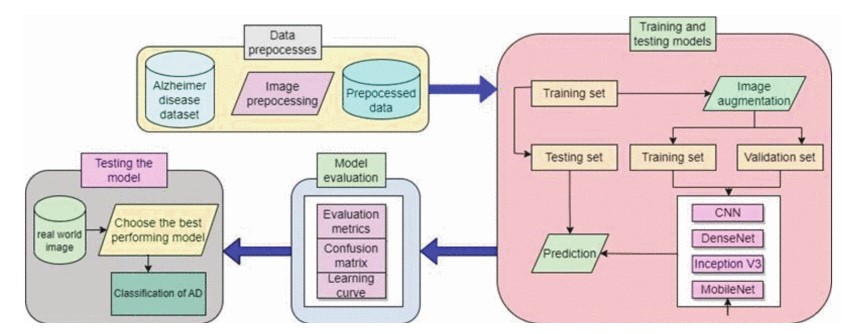 Data
prepocesses
Alzheimer
disease
dataset
Image
prepocessing
Prepocessed
data
Training and
testing models
Training set
Image
augmentation
Testing set
Training set
Validation set
CNN
DenseNet
Inception V3
MobileNet
Prediction
Model
evaluation
Evaluation
metrics
Confusion
matrix
Learning
curve
Testing the
model
real world
image
Choose the best
performing model
Classification of AD